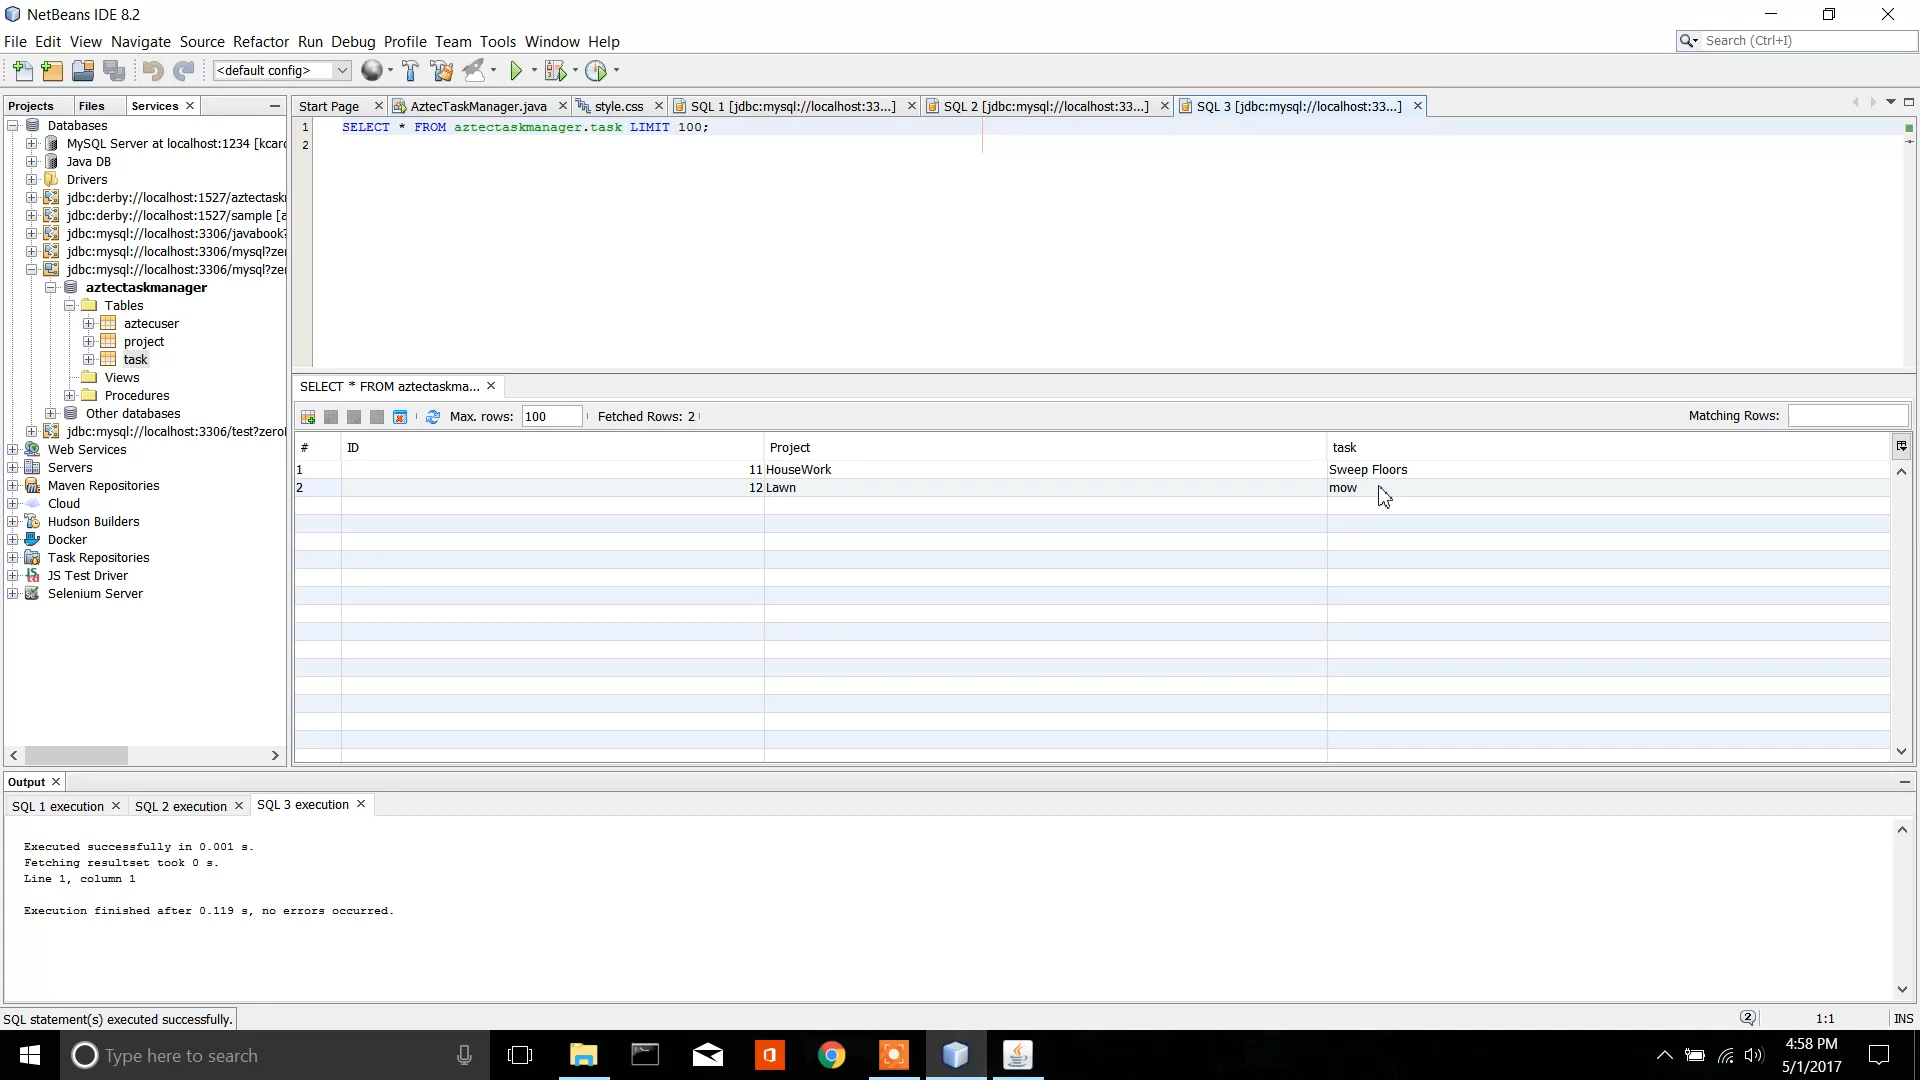 NetBeans IDE 8.2
File Edit View Navigate Source Refactor Run Debug Profile Team Tools Window Help
Search (Ctrl+I)
<default config>
Projects Files Services
Start Page AztecTaskManager.java style.css SQL 1 [jdbc:mysql://localhost:33...] SQL 2 [jdbc:mysql://localhost:33...] SQL 3 [jdbc:mysql://localhost:33...]
Databases
MySQL Server at localhost:1234 [kcaro
Java DB
Drivers
jdbc:derby://localhost:1527/aztectask
jdbc:derby://localhost:1527/sample [a
jdbc:mysql://localhost:3306/javabook?
jdbc:mysql://localhost:3306/mysql?zer
jdbc:mysql://localhost:3306/mysql?zer
aztectaskmanager
Tables
aztecuser
project
task
Views
Procedures
Other databases
jdbc:mysql://localhost:3306/test?zerol
Web Services
Servers
Maven Repositories
Cloud
Hudson Builders
Docker
Task Repositories
JS Test Driver
Selenium Server
1 SELECT * FROM aztectaskmanager.task LIMIT 100;
2
SELECT * FROM aztectaskma...
Max. rows: 100 Fetched Rows: 2 Matching Rows:
# ID Project task
1 11 HouseWork Sweep Floors
2 12 Lawn mow
Output
SQL 1 execution SQL 2 execution SQL 3 execution
Executed successfully in 0.001 s.
Fetching resultset took 0 s.
Line 1, column 1
Execution finished after 0.119 s, no errors occurred.
SQL statement(s) executed successfully.
2 1:1 INS
Type here to search
4:58 PM
5/1/2017